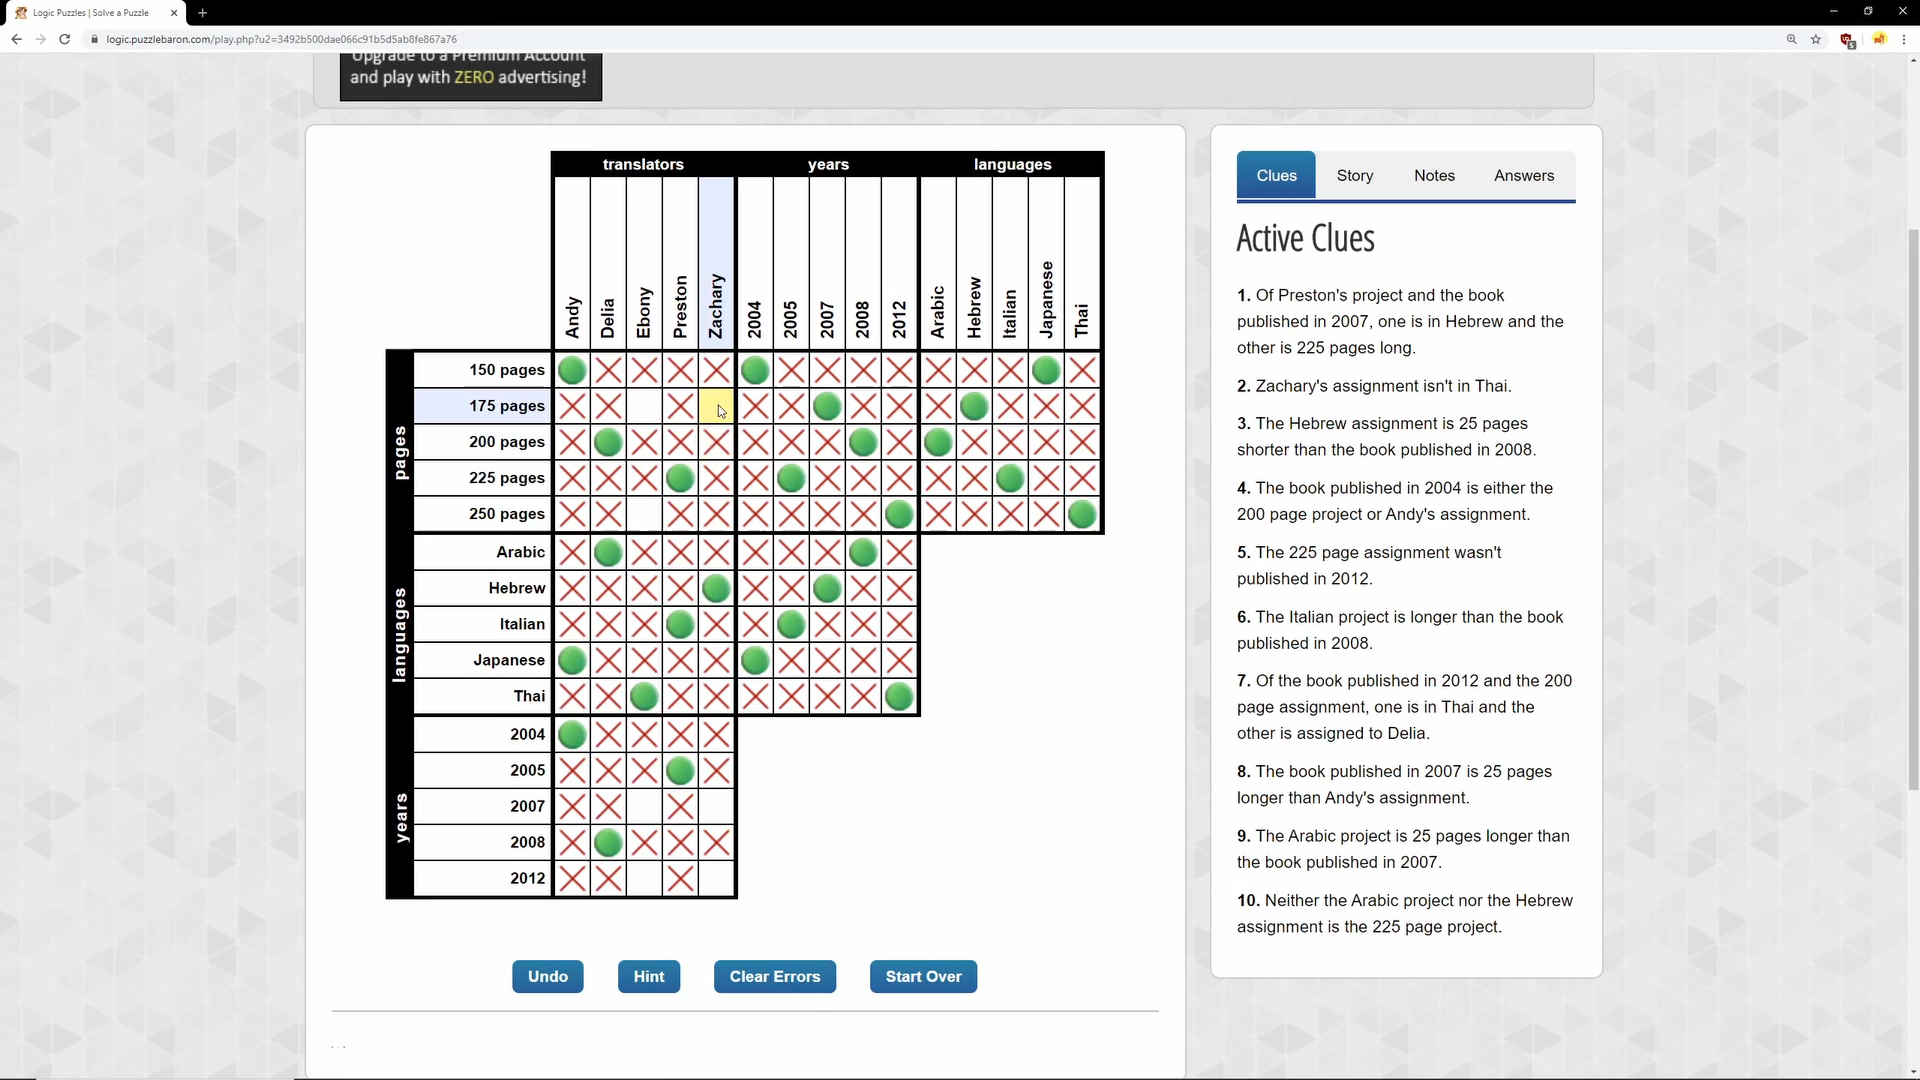 Logic Puzzles | Solve a Puzzle
logic.puzzlebaron.com/play.php?u2=3492b500dae066c91b5d5ab8fe867a76
5
Upgrade to a Premium Account
and play with ZERO advertising!
translators years languages
Andy Delia Ebony Preston Zachary 2004 2005 2007 2008 2012 Arabic Hebrew Italian Japanese Thai
pages
150 pages
175 pages
200 pages
225 pages
250 pages
languages
Arabic
Hebrew
Italian
Japanese
Thai
years
2004
2005
2007
2008
2012
Undo Hint Clear Errors Start Over
Clues Story Notes Answers
Active Clues
1. Of Preston's project and the book
published in 2007, one is in Hebrew and the
other is 225 pages long.
2. Zachary's assignment isn't in Thai.
3. The Hebrew assignment is 25 pages
shorter than the book published in 2008.
4. The book published in 2004 is either the
200 page project or Andy's assignment.
5. The 225 page assignment wasn't
published in 2012.
6. The Italian project is longer than the book
published in 2008.
7. Of the book published in 2012 and the 200
page assignment, one is in Thai and the
other is assigned to Delia.
8. The book published in 2007 is 25 pages
longer than Andy's assignment.
9. The Arabic project is 25 pages longer than
the book published in 2007.
10. Neither the Arabic project nor the Hebrew
assignment is the 225 page project.